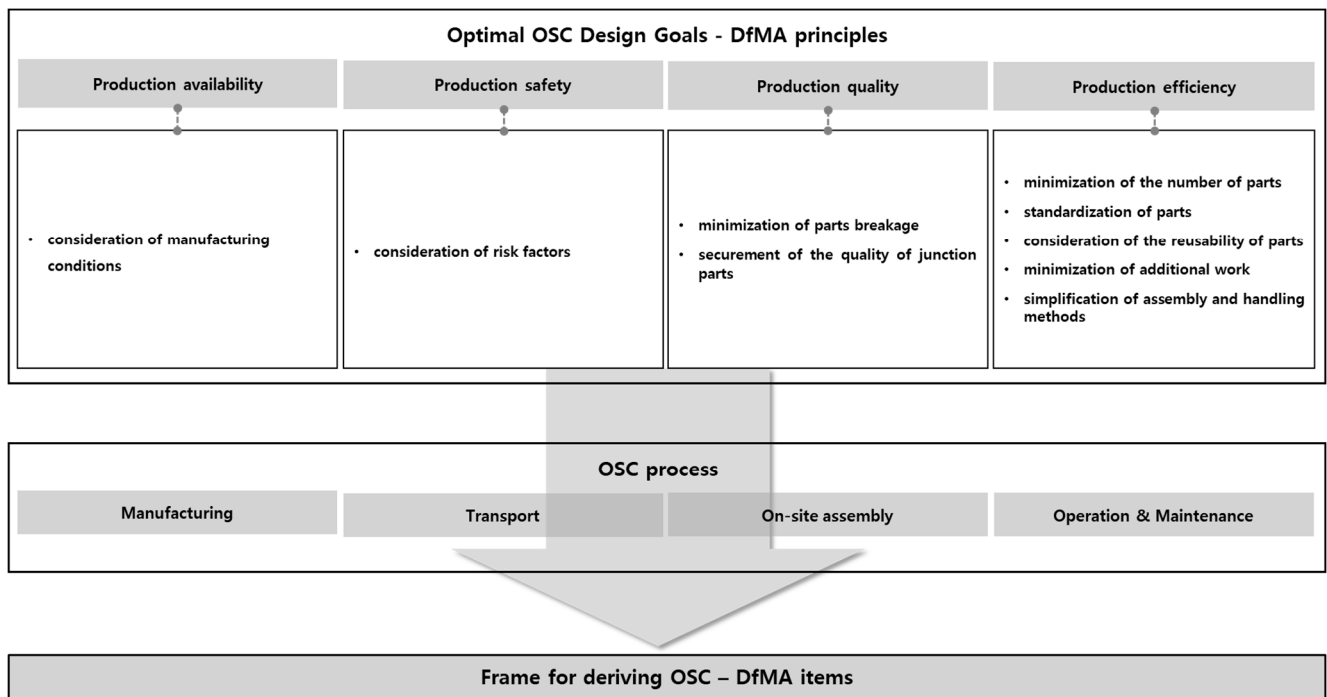 Optimal OSC Design Goals - DfMA principles
Production availability
Production safety
Production quality
Production efficiency
• consideration of manufacturing
conditions
• consideration of risk factors
• minimization of parts breakage
• securement of the quality of junction
parts
• minimization of the number of parts
• standardization of parts
• consideration of the reusability of parts
• minimization of additional work
• simplification of assembly and handling
methods
OSC process
Manufacturing
Transport
On-site assembly
Operation & Maintenance
Frame for deriving OSC – DfMA items